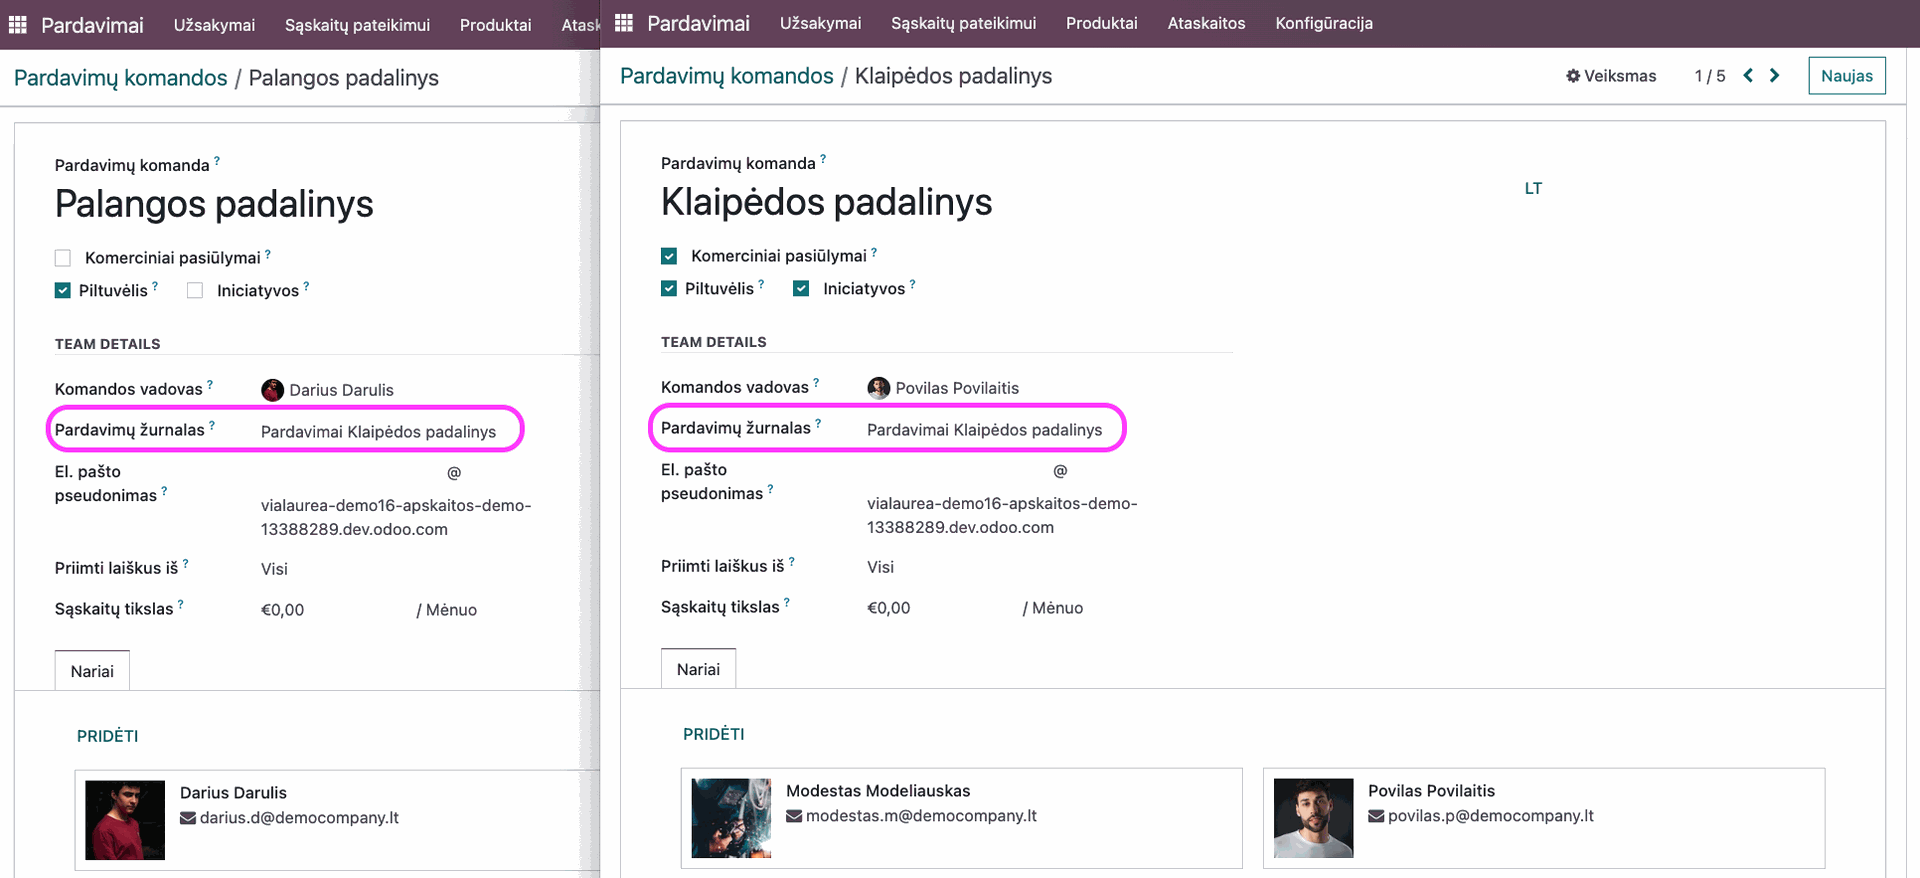 Pardavimai Užsakymai Sąskaitų pateikimui Produktai Atask
Pardavimų komandos / Palangos padalinys
Pardavimų komanda ?
Palangos padalinys
Komerciniai pasiūlymai ?
Piltuvėlis ? Iniciatyvos ?
TEAM DETAILS
Komandos vadovas ? Darius Darulis
Pardavimų žurnalas ? Pardavimai Klaipėdos padalinys
El. pašto
pseudonimas ?
@
vialaurea-demo16-apskaitos-demo-
13388289.dev.odoo.com
Priimti laiškus iš ? Visi
Sąskaitų tikslas ? €0,00 / Mėnuo
Nariai
PRIDĖTI
Darius Darulis
darius.d@democompany.lt
Pardavimai Užsakymai Sąskaitų pateikimui Produktai Ataskaitos Konfigūracija
Pardavimų komandos / Klaipėdos padalinys Veiksmas 1 / 5 Naujas
Pardavimų komanda ?
Klaipėdos padalinys
LT
Komerciniai pasiūlymai ?
Piltuvėlis ? Iniciatyvos ?
TEAM DETAILS
Komandos vadovas ? Povilas Povilaitis
Pardavimų žurnalas ? Pardavimai Klaipėdos padalinys
El. pašto
pseudonimas ?
@
vialaurea-demo16-apskaitos-demo-
13388289.dev.odoo.com
Priimti laiškus iš ? Visi
Sąskaitų tikslas ? €0,00 / Mėnuo
Nariai
PRIDĖTI
Modestas Modeliauskas
modestas.m@democompany.lt
Povilas Povilaitis
povilas.p@democompany.lt